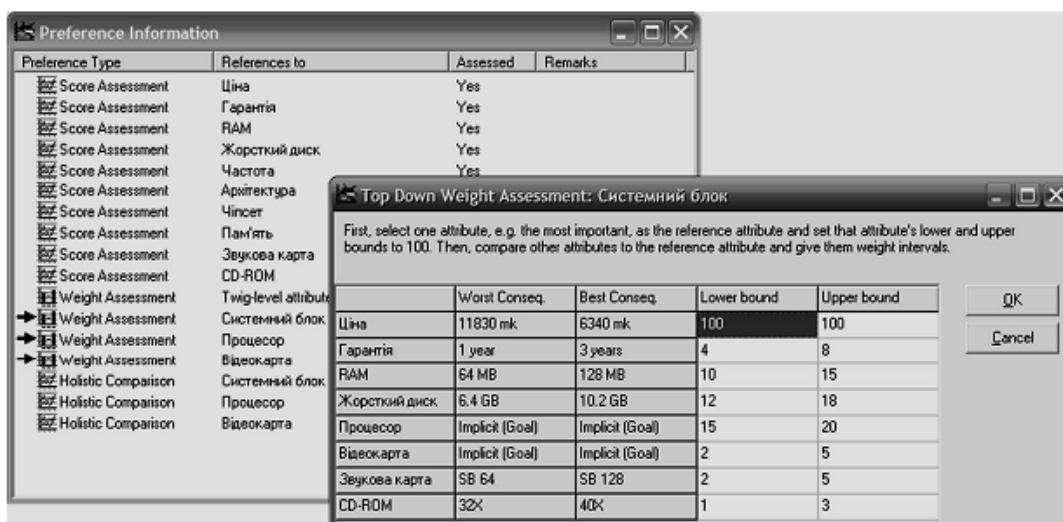 Preference Information
Preference Type References to Assessed Remarks
Score Assessment Ціна Yes
Score Assessment Гарантія Yes
Score Assessment RAM Yes
Score Assessment Жорсткий диск Yes
Score Assessment Частота Yes
Score Assessment Архітектура
Score Assessment Чіпсет
Score Assessment Пам'ять
Score Assessment Звукова карта
Score Assessment CD-ROM
Weight Assessment Twig-level attribute
Weight Assessment Системний блок
Weight Assessment Процесор
Weight Assessment Відеокарта
Holistic Comparison Системний блок
Holistic Comparison Процесор
Holistic Comparison Відеокарта
Top Down Weight Assessment: Системний блок
First, select one attribute, e.g. the most important, as the reference attribute and set that attribute's lower and upper
bounds to 100. Then, compare other attributes to the reference attribute and give them weight intervals.
Worst Conseq. Best Conseq. Lower bound Upper bound
Ціна 11830 mk 6340 mk 100 100
Гарантія 1 year 3 years 4 8
RAM 64 MB 128 MB 10 15
Жорсткий диск 6.4 GB 10.2 GB 12 18
Процесор Implicit (Goal) Implicit (Goal) 15 20
Відеокарта Implicit (Goal) Implicit (Goal) 2 5
Звукова карта SB 64 SB 128 2 5
CD-ROM 32X 40X 1 3
OK
Cancel